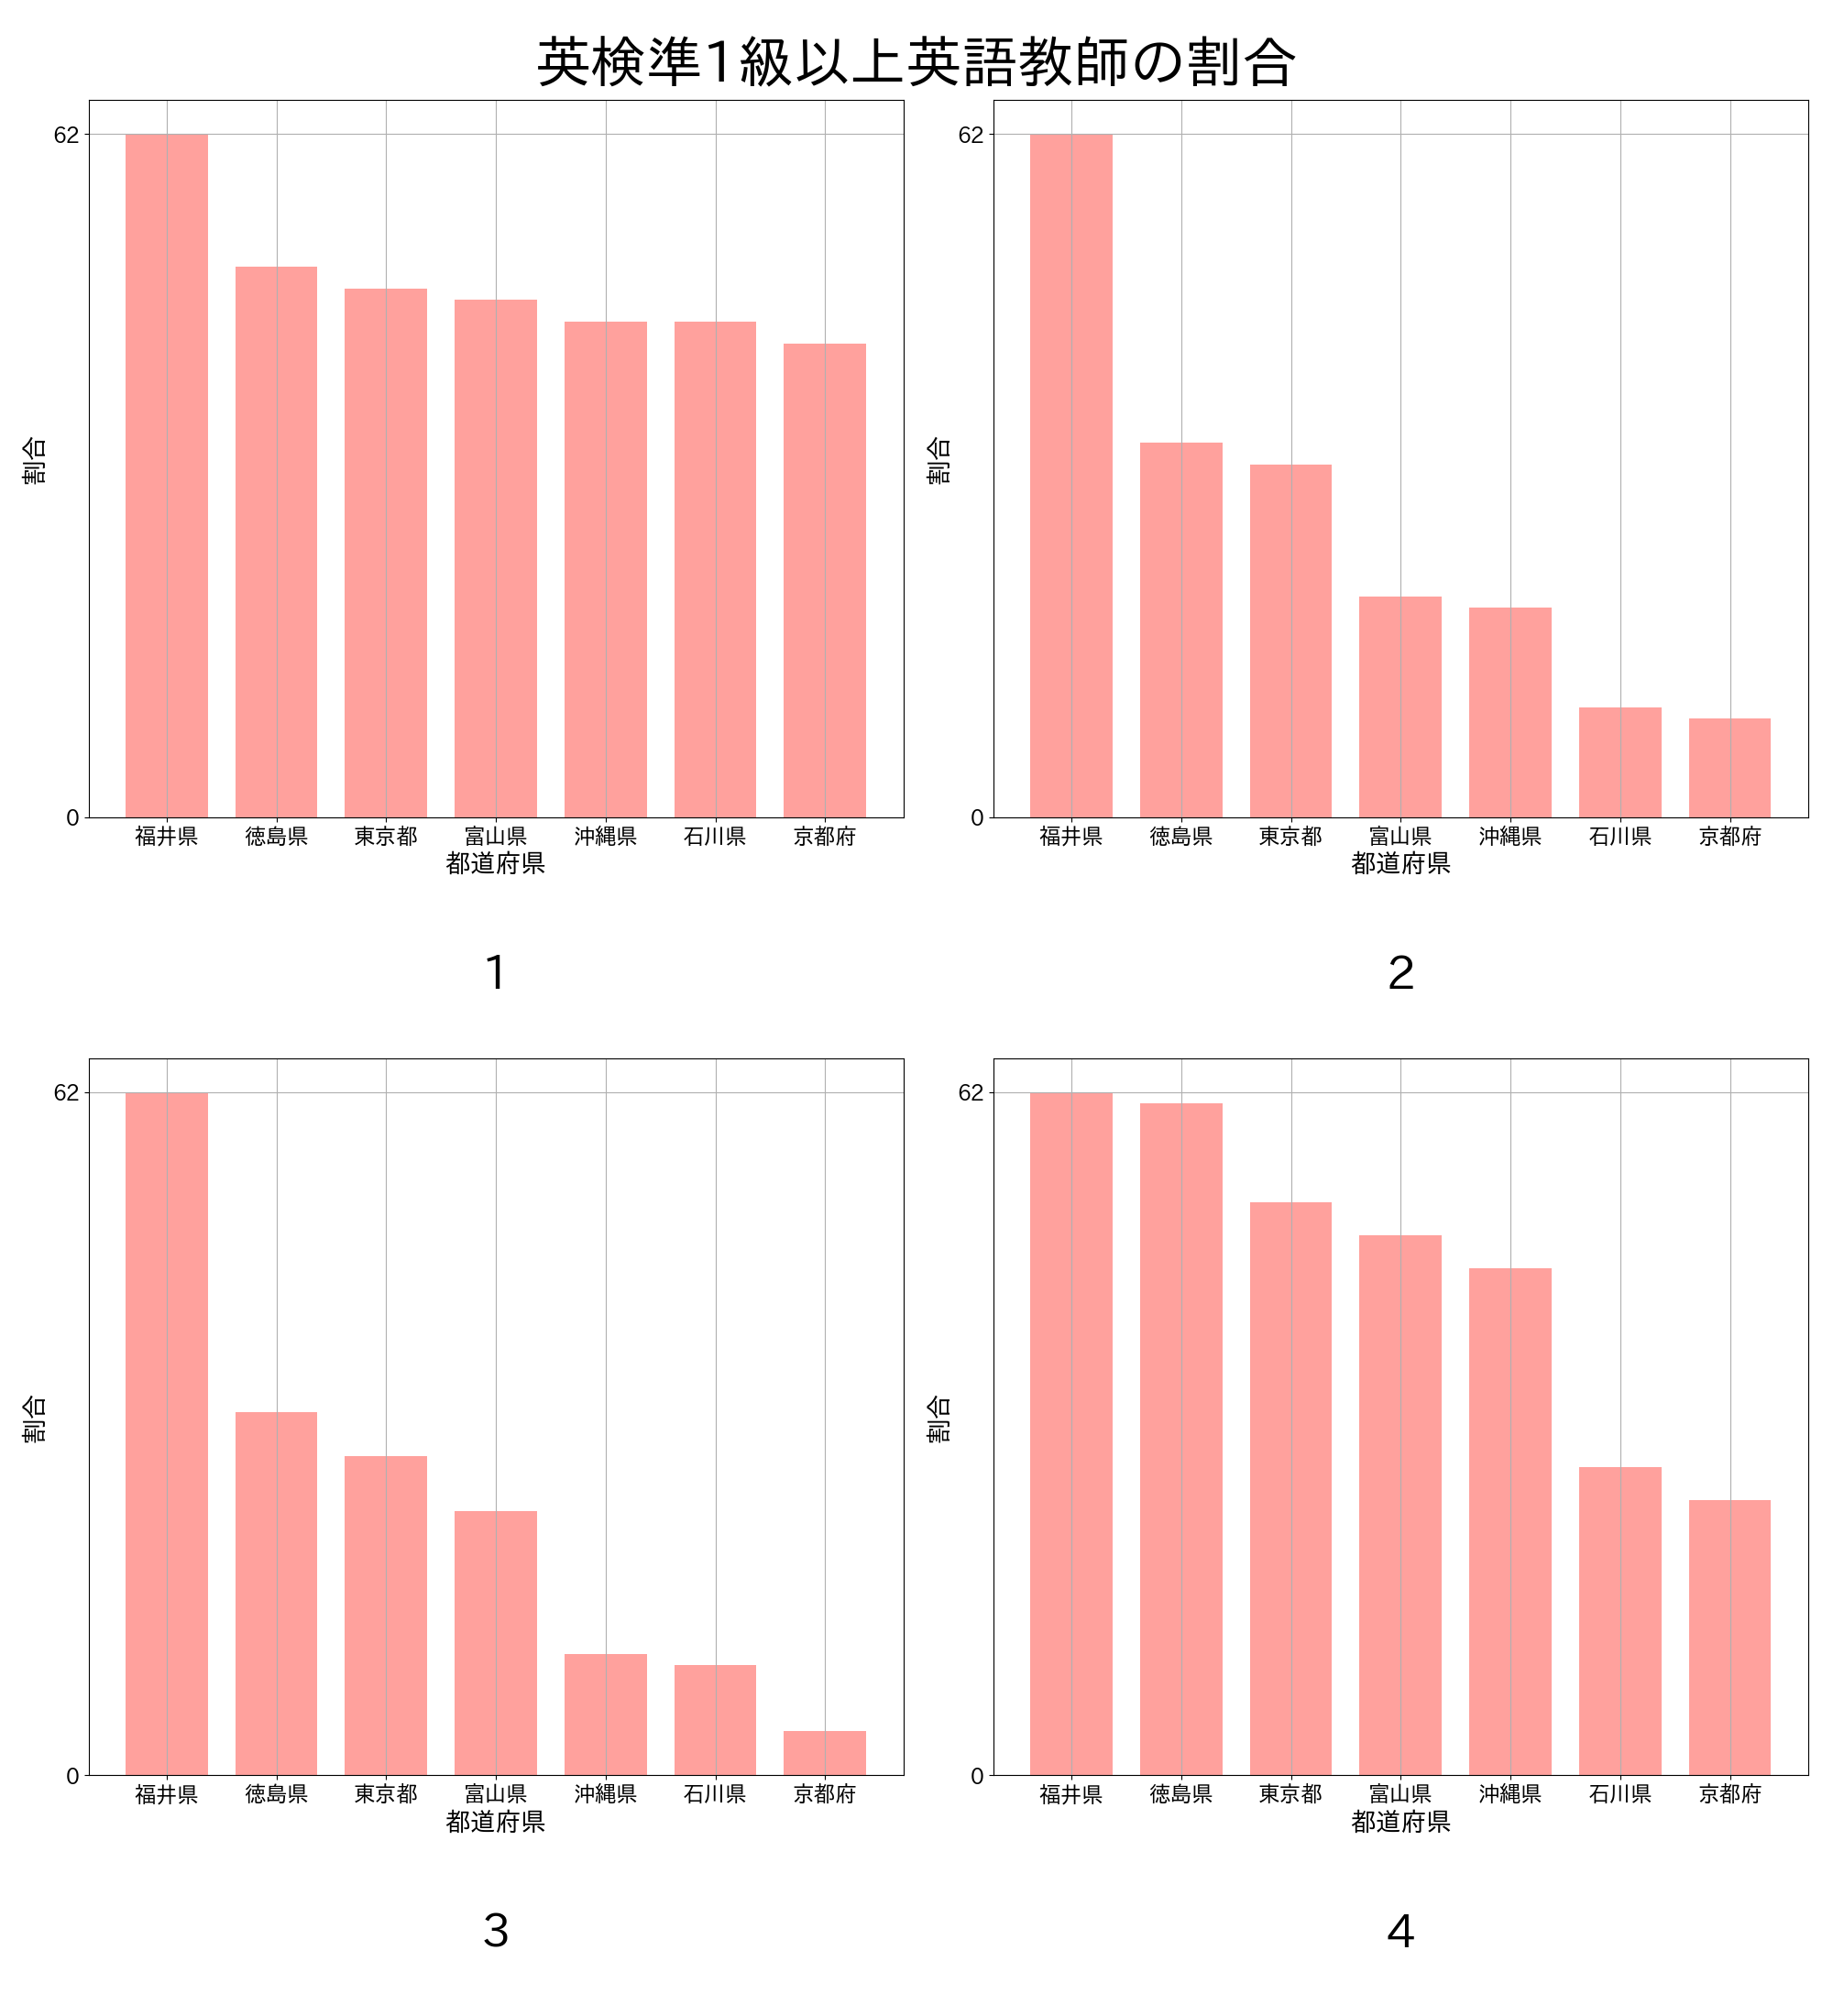 英検準1級以上英語教師の割合
62
0
割合
福井県 徳島県 東京都 富山県 沖縄県 石川県 京都府
都道府県
1
62
0
割合
福井県 徳島県 東京都 富山県 沖縄県 石川県 京都府
都道府県
2
62
0
割合
福井県 徳島県 東京都 富山県 沖縄県 石川県 京都府
都道府県
3
62
0
割合
福井県 徳島県 東京都 富山県 沖縄県 石川県 京都府
都道府県
4